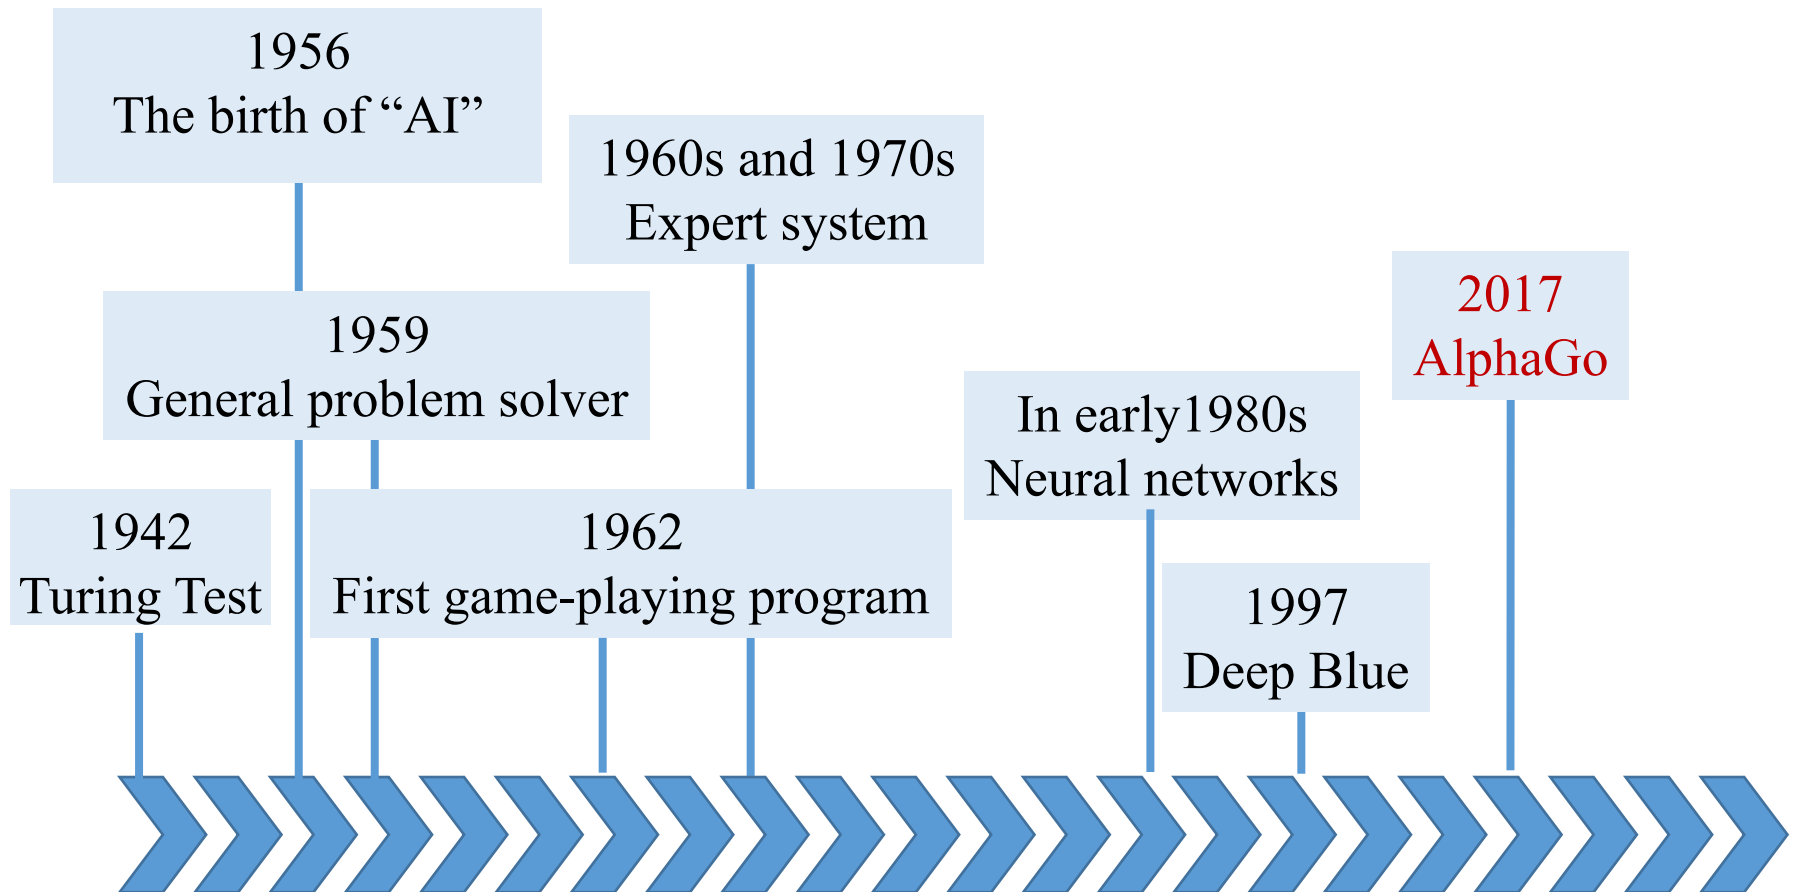 1956
The birth of “AI”
1960s and 1970s
Expert system
2017
AlphaGo
1959
General problem solver
In early1980s
Neural networks
1942
Turing Test
1962
First game-playing program
1997
Deep Blue